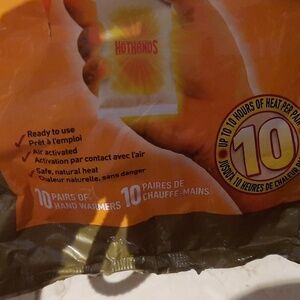 HOTHANDS
Ready to use
Prêt à l'emploi
Air activated
Activation par contact avec l'air
Safe, natural heat
Chaleur naturelle, sans danger
10 PAIRS OF HAND WARMERS
10 PAIRES DE CHAUFFE-MAINS
UP TO 10 HOURS OF HEAT PER
10
JUSQU'À 10 HEURES DE CHALEUR